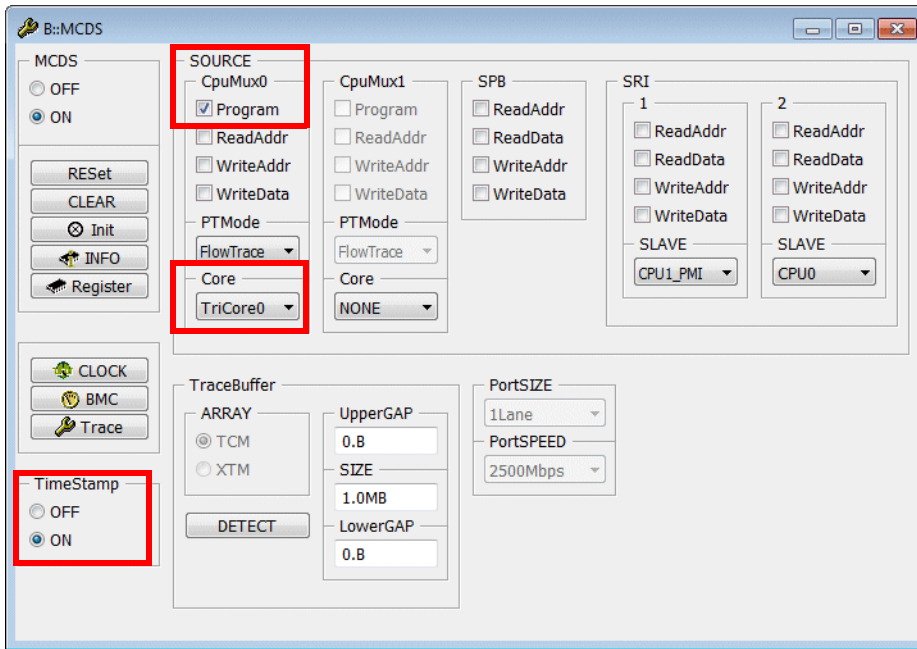 B::MCDS
MCDS
OFF
ON
RESet
CLEAR
Init
INFO
Register
CLOCK
BMC
Trace
TimeStamp
OFF
ON
SOURCE
CpuMux0
Program
ReadAddr
WriteAddr
WriteData
PTMode
FlowTrace
Core
TriCore0
CpuMux1
Program
ReadAddr
WriteAddr
WriteData
PTMode
FlowTrace
Core
NONE
SPB
ReadAddr
ReadData
WriteAddr
WriteData
SRI
1
ReadAddr
ReadData
WriteAddr
WriteData
SLAVE
CPU1_PMI
2
ReadAddr
ReadData
WriteAddr
WriteData
SLAVE
CPU0
TraceBuffer
ARRAY
TCM
XTM
DETECT
UpperGAP
0.B
SIZE
1.0MB
LowerGAP
0.B
PortSIZE
1Lane
PortSPEED
2500Mbps